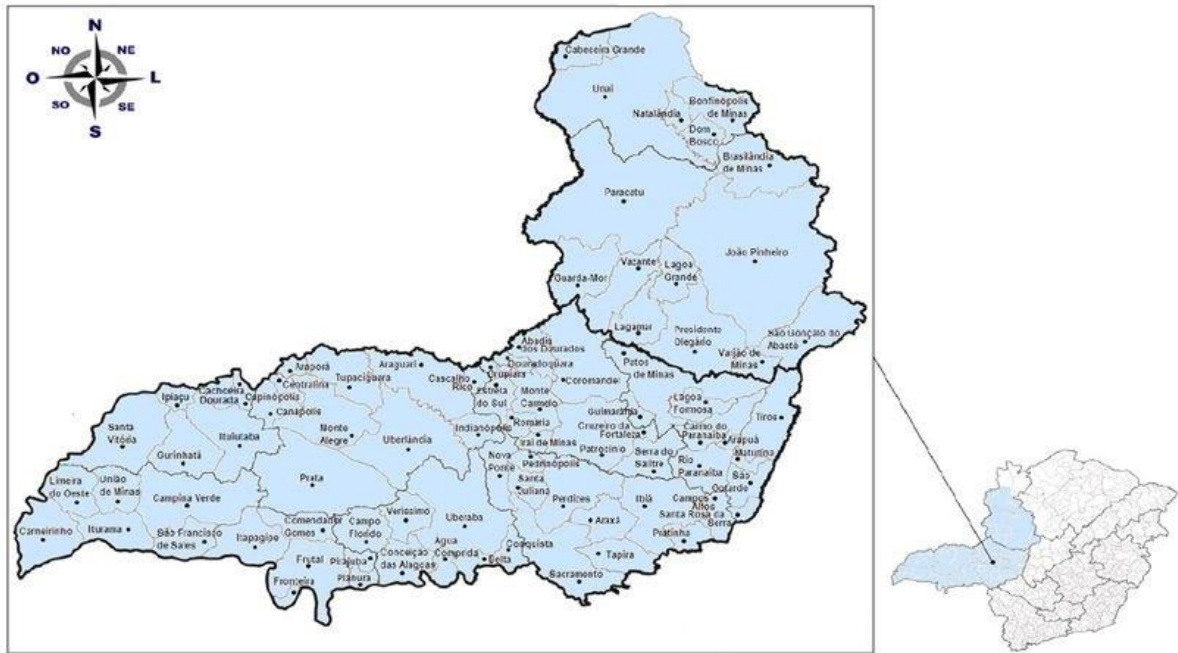 N
NO NE
O L
SO SE
S
Cabeceira Grande
Unaí
Bonfinópolis
de Minas
Natalândia
Dom
Bosco
Brasilândia
de Minas
Paracatu
João Pinheiro
Vazante
Lagoa
Grande
Guarda-Mor
Lagamar
Presidente
Olegário
São Gonçalo do
Abaeté
Varjão de
Minas
Abadia
dos Dourados
Douradoquara
Grupiara
Patos
de Minas
Coromandel
Araporá
Araguari
Tupaciguara
Cascalho
Rico
Centralina
Cachoeira
Dourada
Capinópolis
Ipiaçu
Canápolis
Estrela
do Sul
Monte
Carmelo
Lagoa
Formosa
Tiros
Guimarânia
Cruzeiro da
Fortaleza
Carmo do
Paranaíba
Arapuá
Matutina
Romaria
Iraí de Minas
Indianópolis
Santa
Vitória
Ituiutaba
Monte
Alegre
Uberlândia
Gurinhatã
Nova
Ponte
Pedrinópolis
Patrocínio
Serra do
Salitre
Rio
Paranaíba
São
Gotardo
Limeira
do Oeste
União
de Minas
Campina Verde
Prata
Santa
Juliana
Perdizes
Ibiá
Campos
Altos
Santa Rosa da
Serra
Carneirinho
Iturama
São Francisco
de Sales
Itapagipe
Comendador
Gomes
Campo
Florido
Veríssimo
Uberaba
Araxá
Pratinha
Tapira
Frutal
Pirajuba
Conceição
das Alagoas
Água
Comprida
Delta
Conquista
Sacramento
Fronteira
Planura